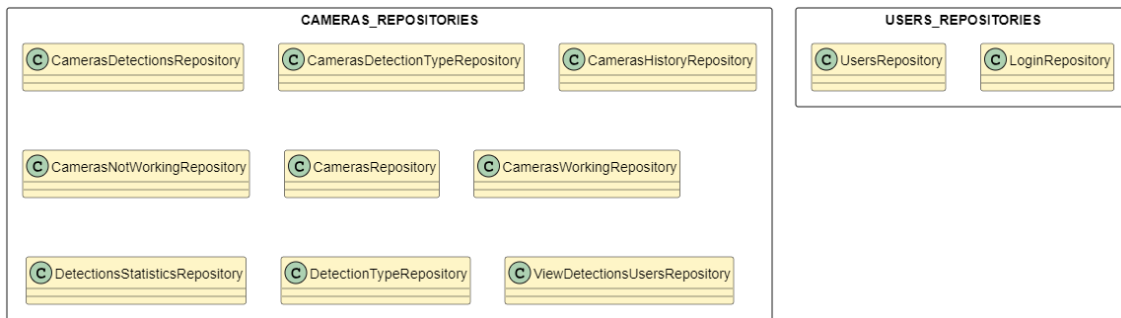 CAMERAS_REPOSITORIES
USERS_REPOSITORIES
C CamerasDetectionsRepository
C CamerasDetectionTypeRepository
C CamerasHistoryRepository
C UsersRepository
C LoginRepository
C CamerasNotWorkingRepository
C CamerasRepository
C CamerasWorkingRepository
C DetectionsStatisticsRepository
C DetectionTypeRepository
C ViewDetectionsUsersRepository